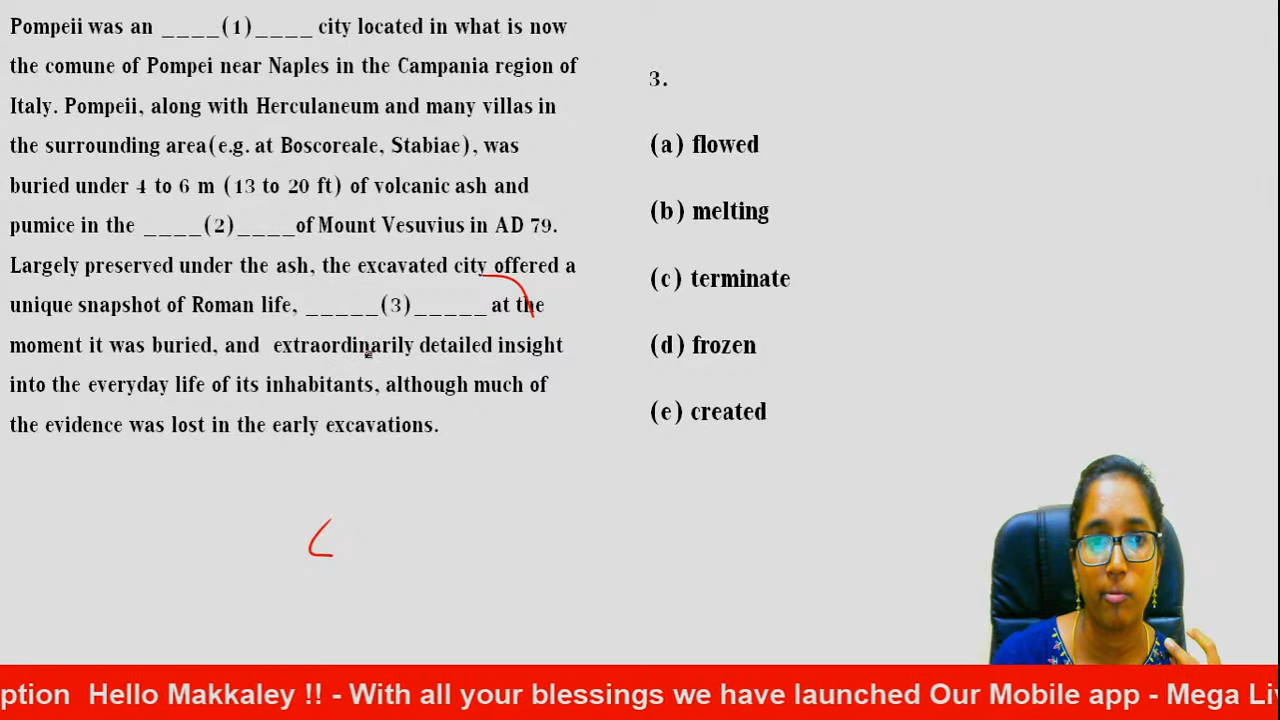 Pompeii was an ____(1)____ city located in what is now
the comune of Pompei near Naples in the Campania region of
Italy. Pompeii, along with Herculaneum and many villas in
the surrounding area(e.g. at Boscoreale, Stabiae), was
buried under 4 to 6 m (13 to 20 ft) of volcanic ash and
pumice in the ____(2)____of Mount Vesuvius in AD 79.
Largely preserved under the ash, the excavated city offered a
unique snapshot of Roman life, _____(3)_____ at the
moment it was buried, and extraordinarily detailed insight
into the everyday life of its inhabitants, although much of
the evidence was lost in the early excavations.
3.
(a) flowed
(b) melting
(c) terminate
(d) frozen
(e) created
ption Hello Makkaley !! - With all your blessings we have launched Our Mobile app - Mega Li